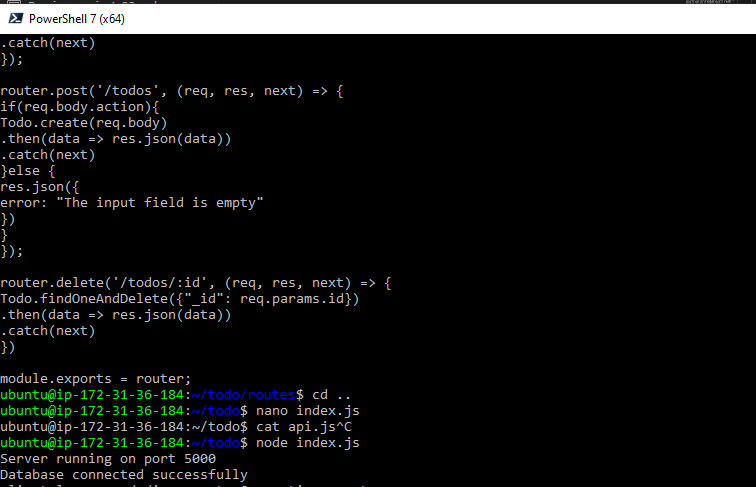 PowerShell 7 (x64)
.catch(next)
});
router.post('/todos', (req, res, next) => {
if(req.body.action){
Todo.create(req.body)
.then(data => res.json(data))
.catch(next)
}else {
res.json({
error: "The input field is empty"
})
}
});
router.delete('/todos/:id', (req, res, next) => {
Todo.findOneAndDelete({"_id": req.params.id})
.then(data => res.json(data))
.catch(next)
})
module.exports = router;
ubuntu@ip-172-31-36-184:~/todo/routes$ cd ..
ubuntu@ip-172-31-36-184:~/todo$ nano index.js
ubuntu@ip-172-31-36-184:~/todo$ cat api.js^C
ubuntu@ip-172-31-36-184:~/todo$ node index.js
Server running on port 5000
Database connected successfully